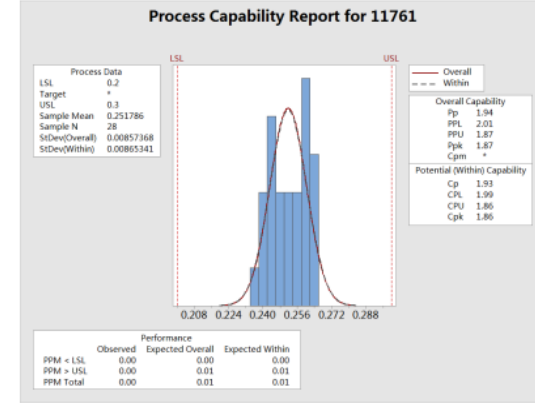 Process Capability Report for 11761
LSL USL
Process Data
LSL 0.2
Target *
USL 0.3
Sample Mean 0.251786
Sample N 28
StDev(Overall) 0.00857368
StDev(Within) 0.00865341
Overall
Within
Overall Capability
Pp 1.94
PPL 2.01
PPU 1.87
Ppk 1.87
Cpm *
Potential (Within) Capability
Cp 1.93
CPL 1.99
CPU 1.86
Cpk 1.86
0.208 0.224 0.240 0.256 0.272 0.288
Performance
Observed Expected Overall Expected Within
PPM < LSL 0.00 0.00 0.00
PPM > USL 0.00 0.01 0.01
PPM Total 0.00 0.01 0.01